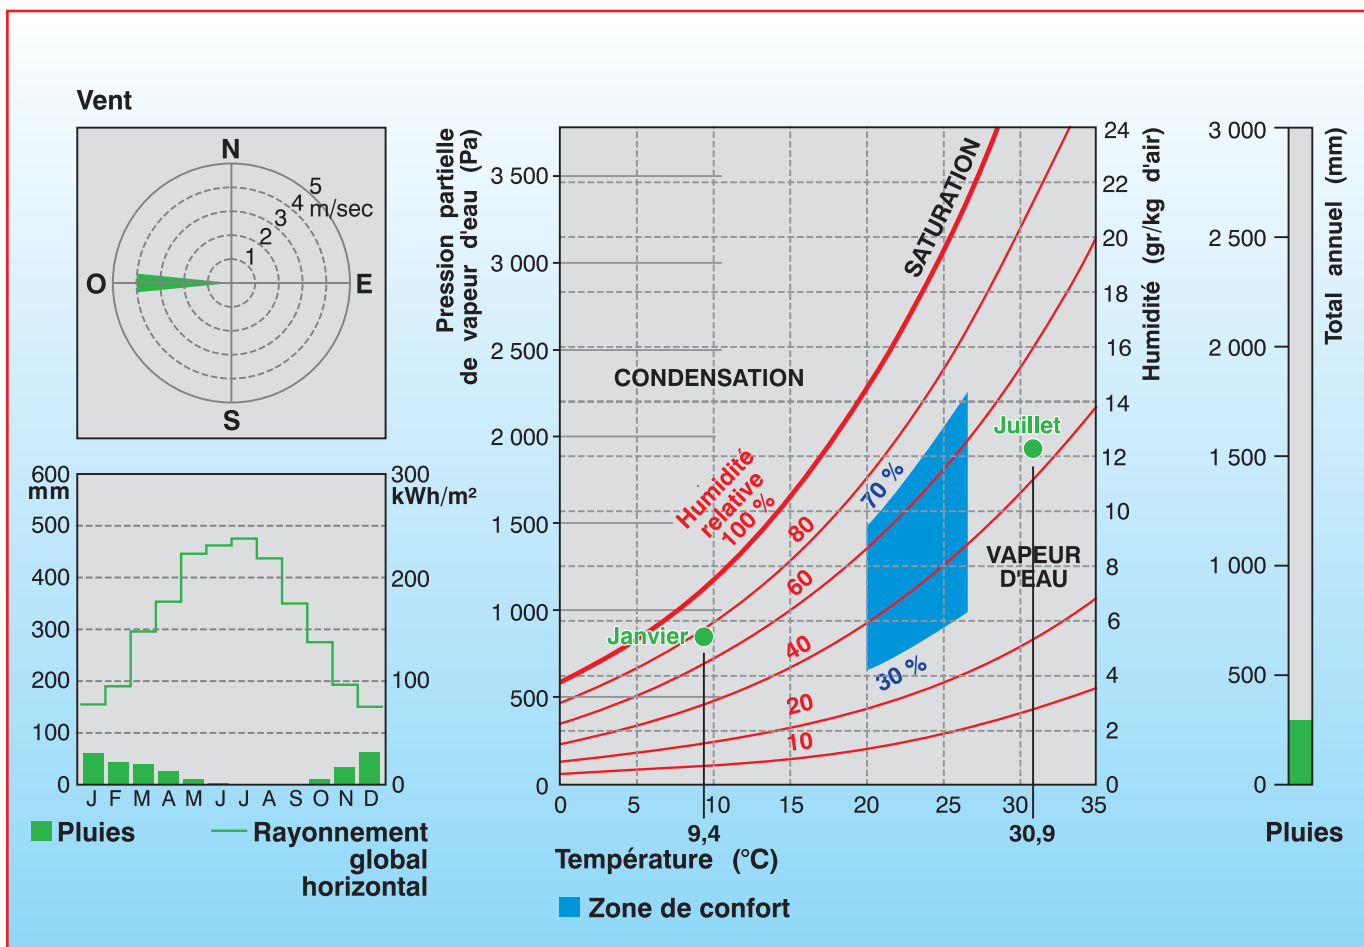 Vent
N
5
4 m/sec
3
2
1
O
E
S
600
mm
500
400
300
200
100
0
300
kWh/m²
200
100
0
J F M A M J J A S O N D
Pluies
Rayonnement
global
horizontal
Pression partielle
de vapeur d'eau (Pa)
3 500
3 000
2 500
2 000
1 500
1 000
500
0
SATURATION
CONDENSATION
Humidité
relative
100 %
80
60
40
20
10
70 %
30 %
Juillet
Janvier
VAPEUR
D'EAU
24
22
20
18
16
14
12
10
8
6
4
2
0
Humidité (gr/kg d'air)
0 5 10 15 20 25 30 35
9,4 30,9
Température (°C)
Zone de confort
3 000
2 500
2 000
1 500
1 000
500
0
Total annuel (mm)
Pluies